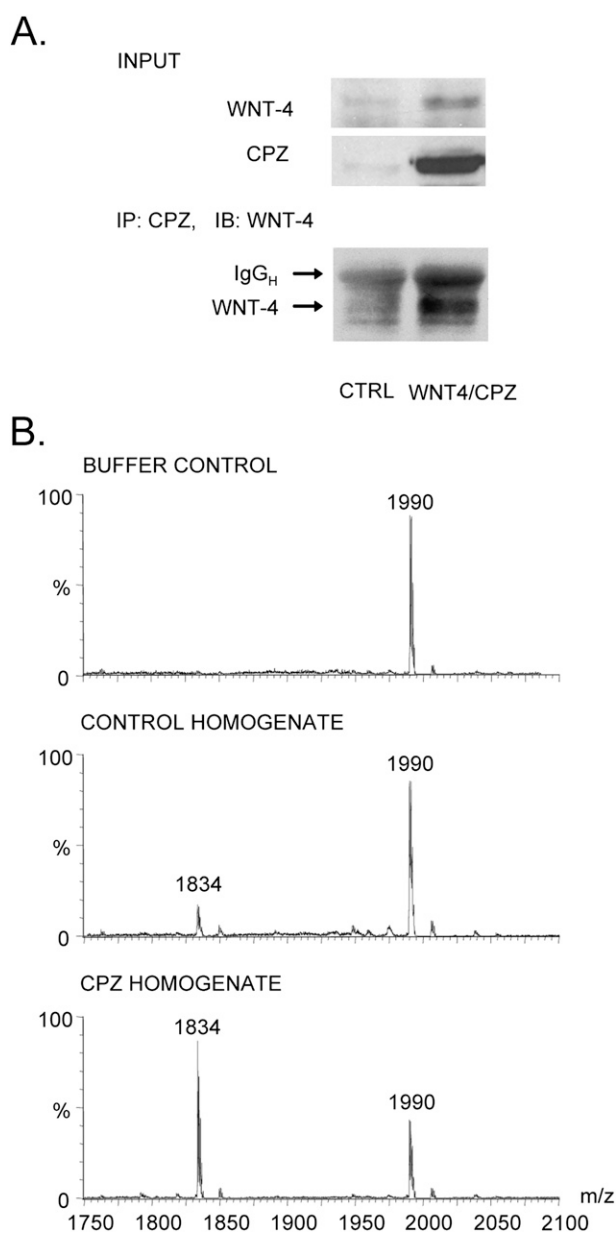 A.
INPUT
WNT-4
CPZ
IP: CPZ, IB: WNT-4
IgGH
WNT-4
CTRL WNT4/CPZ
B.
BUFFER CONTROL
100
1990
%
0
CONTROL HOMOGENATE
100
1990
%
1834
0
CPZ HOMOGENATE
100
1834
1990
%
0
m/z
1750 1800 1850 1900 1950 2000 2050 2100